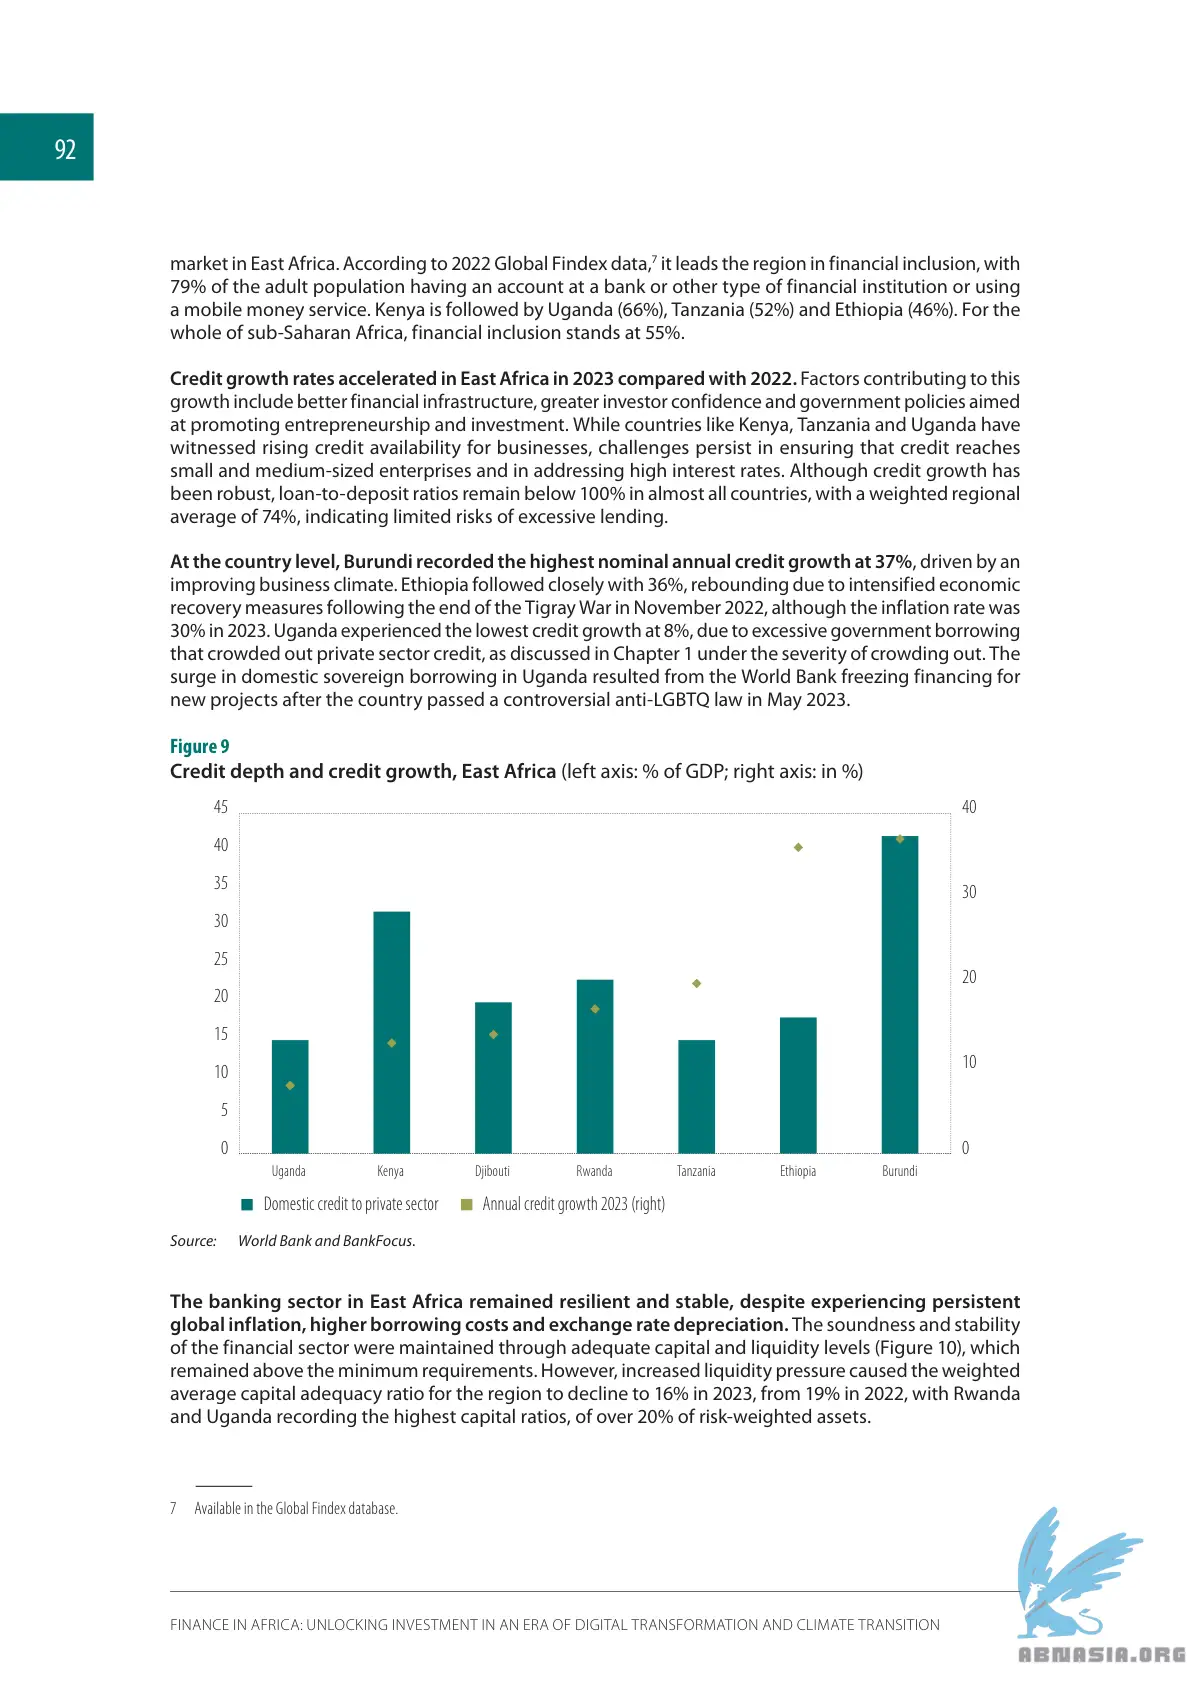 92
market in East Africa. According to 2022 Global Findex data,7 it leads the region in financial inclusion, with
79% of the adult population having an account at a bank or other type of financial institution or using
a mobile money service. Kenya is followed by Uganda (66%), Tanzania (52%) and Ethiopia (46%). For the
whole of sub-Saharan Africa, financial inclusion stands at 55%.
Credit growth rates accelerated in East Africa in 2023 compared with 2022. Factors contributing to this
growth include better financial infrastructure, greater investor confidence and government policies aimed
at promoting entrepreneurship and investment. While countries like Kenya, Tanzania and Uganda have
witnessed rising credit availability for businesses, challenges persist in ensuring that credit reaches
small and medium-sized enterprises and in addressing high interest rates. Although credit growth has
been robust, loan-to-deposit ratios remain below 100% in almost all countries, with a weighted regional
average of 74%, indicating limited risks of excessive lending.
At the country level, Burundi recorded the highest nominal annual credit growth at 37%, driven by an
improving business climate. Ethiopia followed closely with 36%, rebounding due to intensified economic
recovery measures following the end of the Tigray War in November 2022, although the inflation rate was
30% in 2023. Uganda experienced the lowest credit growth at 8%, due to excessive government borrowing
that crowded out private sector credit, as discussed in Chapter 1 under the severity of crowding out. The
surge in domestic sovereign borrowing in Uganda resulted from the World Bank freezing financing for
new projects after the country passed a controversial anti-LGBTQ law in May 2023.
Figure 9
Credit depth and credit growth, East Africa (left axis: % of GDP; right axis: in %)
45 40
40
35
30 30
25
20 20
15
10 10
5
0 0
Uganda Kenya Djibouti Rwanda Tanzania Ethiopia Burundi
Domestic credit to private sector Annual credit growth 2023 (right)
Source: World Bank and BankFocus.
The banking sector in East Africa remained resilient and stable, despite experiencing persistent
global inflation, higher borrowing costs and exchange rate depreciation. The soundness and stability
of the financial sector were maintained through adequate capital and liquidity levels (Figure 10), which
remained above the minimum requirements. However, increased liquidity pressure caused the weighted
average capital adequacy ratio for the region to decline to 16% in 2023, from 19% in 2022, with Rwanda
and Uganda recording the highest capital ratios, of over 20% of risk-weighted assets.
7 Available in the Global Findex database.
FINANCE IN AFRICA: UNLOCKING INVESTMENT IN AN ERA OF DIGITAL TRANSFORMATION AND CLIMATE TRANSITION
ABNASIA.ORG